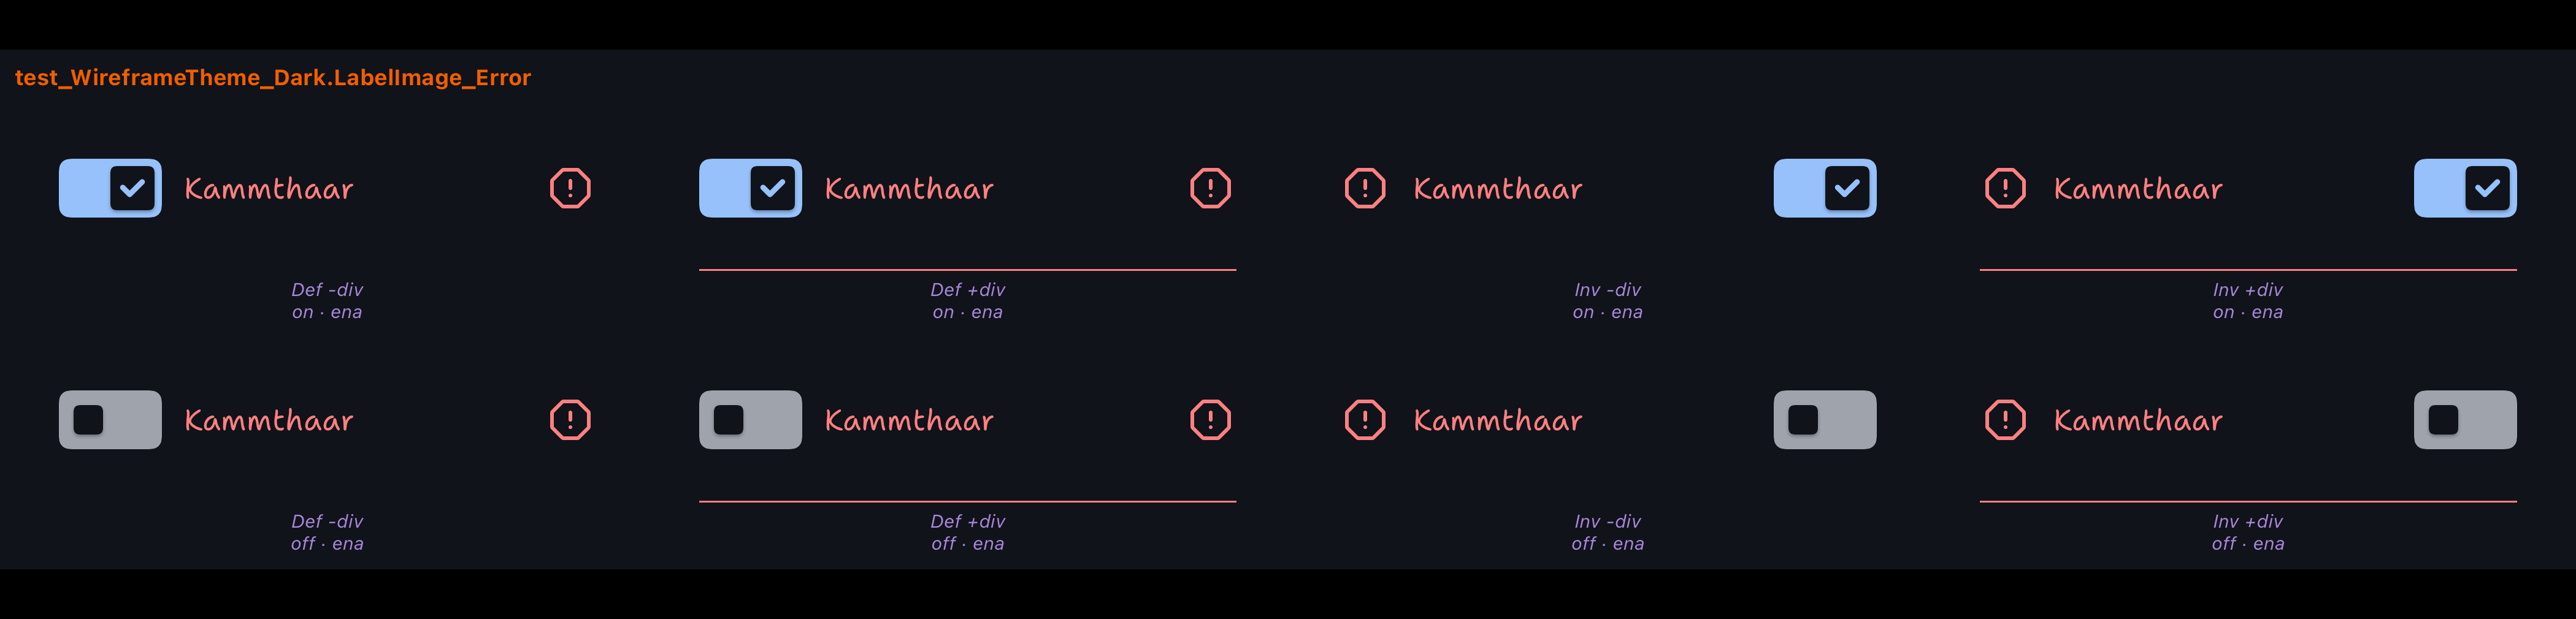 test_WireframeTheme_Dark.LabelImage_Error
Kammthaar
Kammthaar
Kammthaar
Kammthaar
Def -div
on · ena
Def +div
on · ena
Inv -div
on · ena
Inv +div
on · ena
Kammthaar
Kammthaar
Kammthaar
Kammthaar
Def -div
off · ena
Def +div
off · ena
Inv -div
off · ena
Inv +div
off · ena